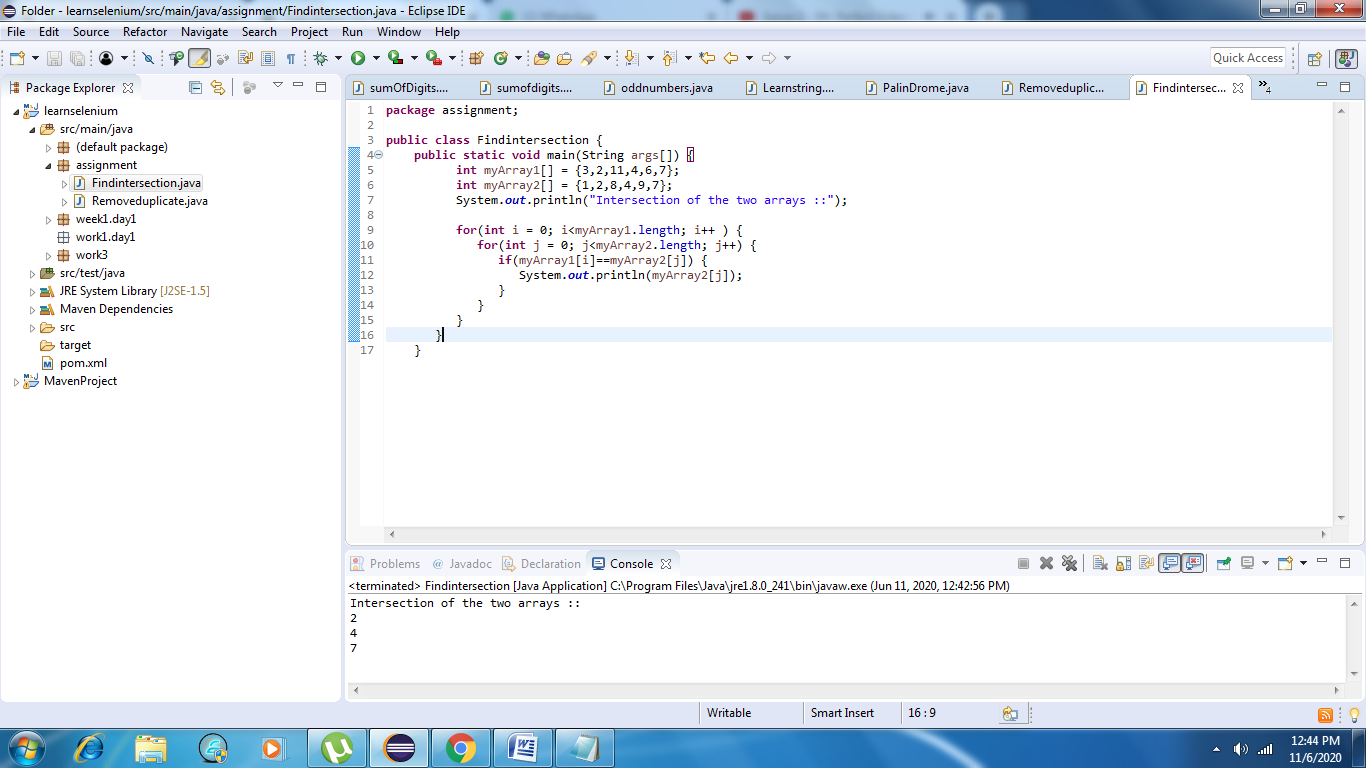 Folder - learnselenium/src/main/java/assignment/Findintersection.java - Eclipse IDE
File Edit Source Refactor Navigate Search Project Run Window Help
Quick Access
Package Explorer
learnselenium
src/main/java
(default package)
assignment
Findintersection.java
Removeduplicate.java
week1.day1
work1.day1
work3
src/test/java
JRE System Library [J2SE-1.5]
Maven Dependencies
src
target
pom.xml
MavenProject
sumOfDigits.... sumofdigits.... oddnumbers.java Learnstring.... PalinDrome.java Removeduplic... Findintersec... »4
1 package assignment;
2
3 public class Findintersection {
4 public static void main(String args[]) {
5 int myArray1[] = {3,2,11,4,6,7};
6 int myArray2[] = {1,2,8,4,9,7};
7 System.out.println("Intersection of the two arrays ::");
8
9 for(int i = 0; i<myArray1.length; i++ ) {
10 for(int j = 0; j<myArray2.length; j++) {
11 if(myArray1[i]==myArray2[j]) {
12 System.out.println(myArray2[j]);
13 }
14 }
15 }
16 }
17 }
Problems @ Javadoc Declaration Console
<terminated> Findintersection [Java Application] C:\Program Files\Java\jre1.8.0_241\bin\javaw.exe (Jun 11, 2020, 12:42:56 PM)
Intersection of the two arrays ::
2
4
7
Writable Smart Insert 16 : 9
12:44 PM
11/6/2020